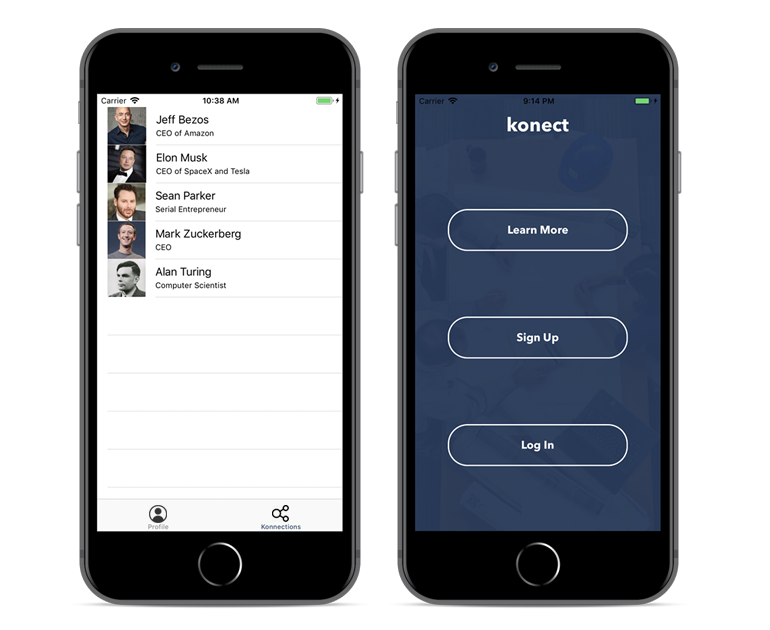 Carrier 10:38 AM
Jeff Bezos
CEO of Amazon
Elon Musk
CEO of SpaceX and Tesla
Sean Parker
Serial Entrepreneur
Mark Zuckerberg
CEO
Alan Turing
Computer Scientist
Profile Konnections
Carrier 9:14 PM
konect
Learn More
Sign Up
Log In